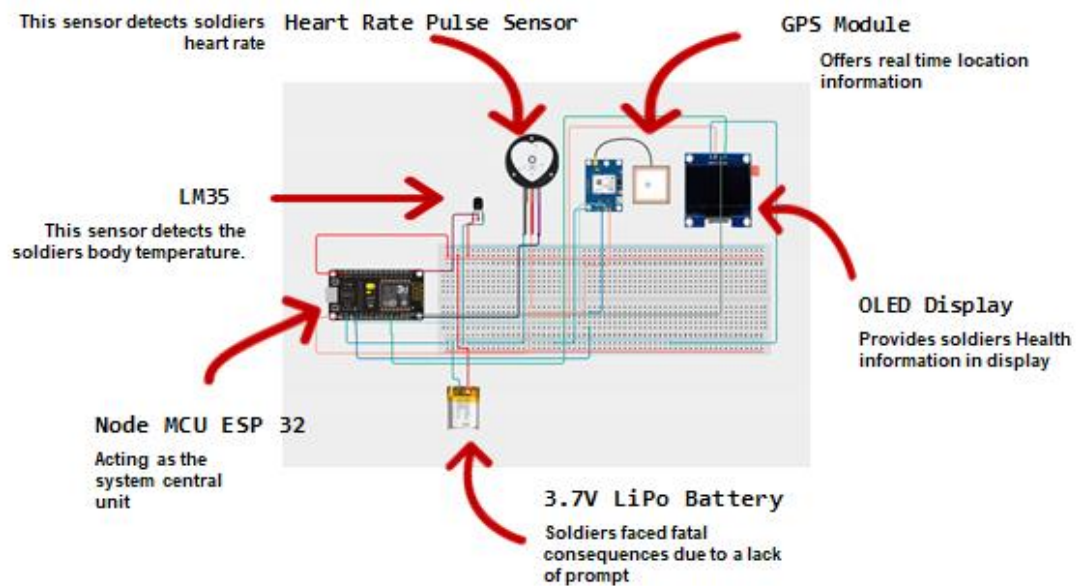 This sensor detects soldiers
heart rate
Heart Rate Pulse Sensor
GPS Module
Offers real time location
information
LM35
This sensor detects the
soldiers body temperature.
OLED Display
Provides soldiers Health
information in display
Node MCU ESP 32
Acting as the
system central
unit
3.7V LiPo Battery
Soldiers faced fatal
consequences due to a lack
of prompt